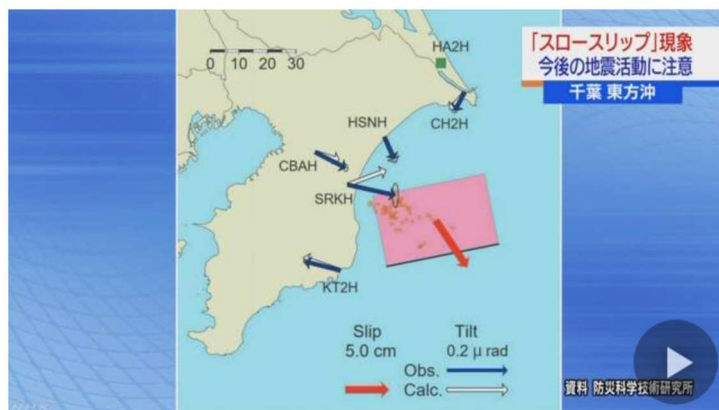 「スロースリップ」現象
今後の地震活動に注意
千葉 東方沖
0 10 20 30
HA2H
CH2H
HSNH
CBAH
SRKH
KT2H
Slip Tilt
5.0 cm 0.2 μ rad
Obs.
Calc.
資料 防災科学技術研究所